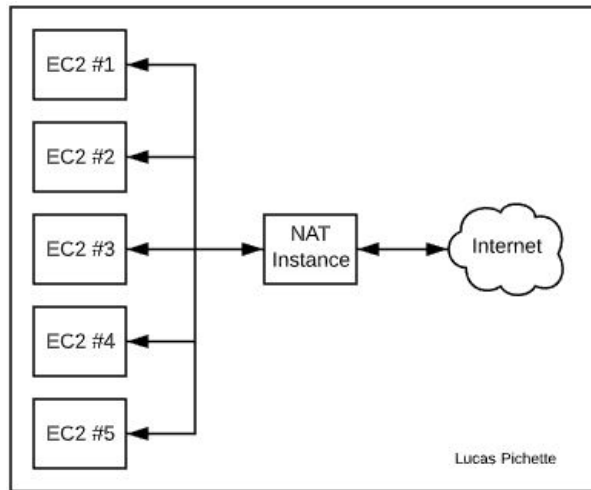 EC2 #1
EC2 #2
EC2 #3
EC2 #4
EC2 #5
NAT
Instance
Internet
Lucas Pichette